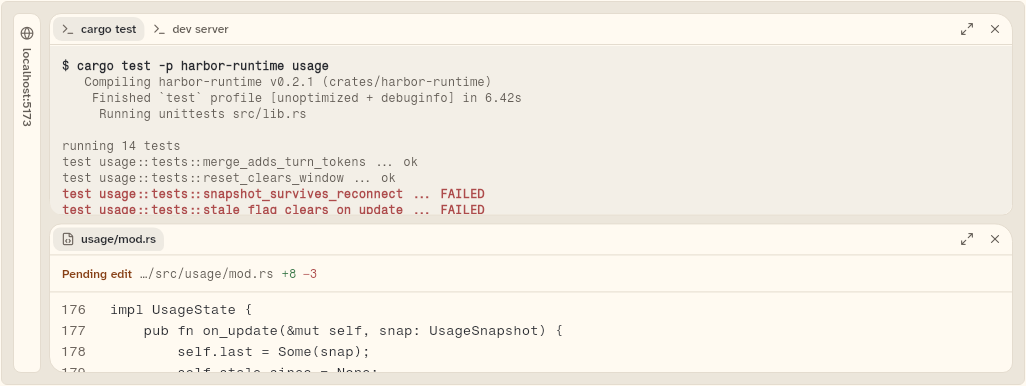 localhost:5173
cargo test
dev server
$ cargo test -p harbor-runtime usage
Compiling harbor-runtime v0.2.1 (crates/harbor-runtime)
Finished `test` profile [unoptimized + debuginfo] in 6.42s
Running unittests src/lib.rs
running 14 tests
test usage::tests::merge_adds_turn_tokens ... ok
test usage::tests::reset_clears_window ... ok
test usage::tests::snapshot_survives_reconnect ... FAILED
test usage::tests::stale_flag_clears_on_update ... FAILED
usage/mod.rs
Pending edit …/src/usage/mod.rs +8 −3
176 impl UsageState {
177 pub fn on_update(&mut self, snap: UsageSnapshot) {
178 self.last = Some(snap);
179 self.stale_since = None;